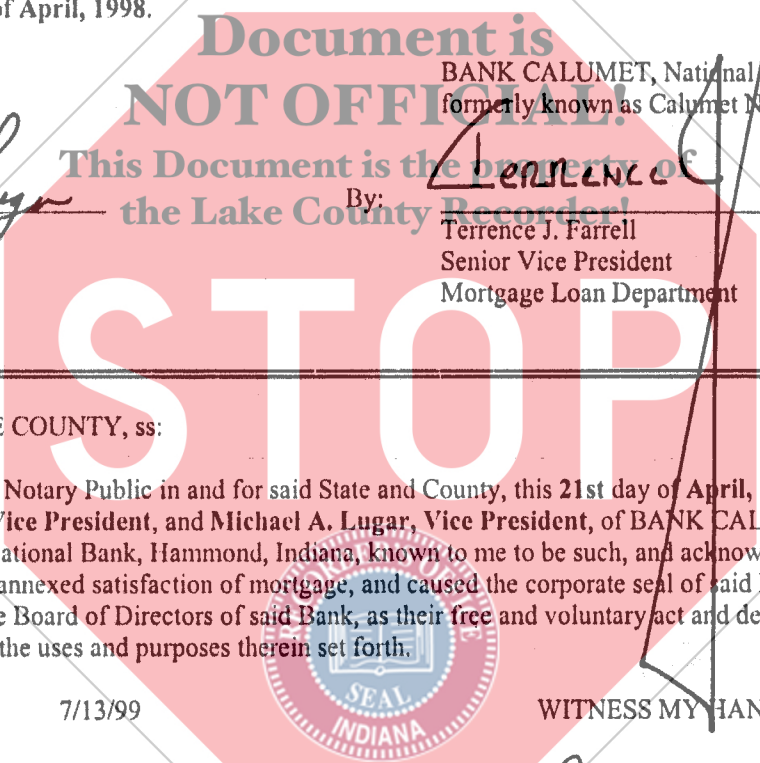 of April, 1998.
Document is
BANK CALUMET, National
NOT OFFICIAL!
formerly known as Calumet N
This Document is the property of
Terrence
By:
the Lake County Recorder!
Terrence J. Farrell
Senior Vice President
Mortgage Loan Department
STOP
COUNTY, ss:
Notary Public in and for said State and County, this 21st day of April,
Vice President, and Michael A. Lugar, Vice President, of BANK CAL
ational Bank, Hammond, Indiana, known to me to be such, and acknow
annexed satisfaction of mortgage, and caused the corporate seal of said
e Board of Directors of said Bank, as their free and voluntary act and de
the uses and purposes therein set forth.
SEAL
INDIANA
7/13/99
WITNESS MY HAN